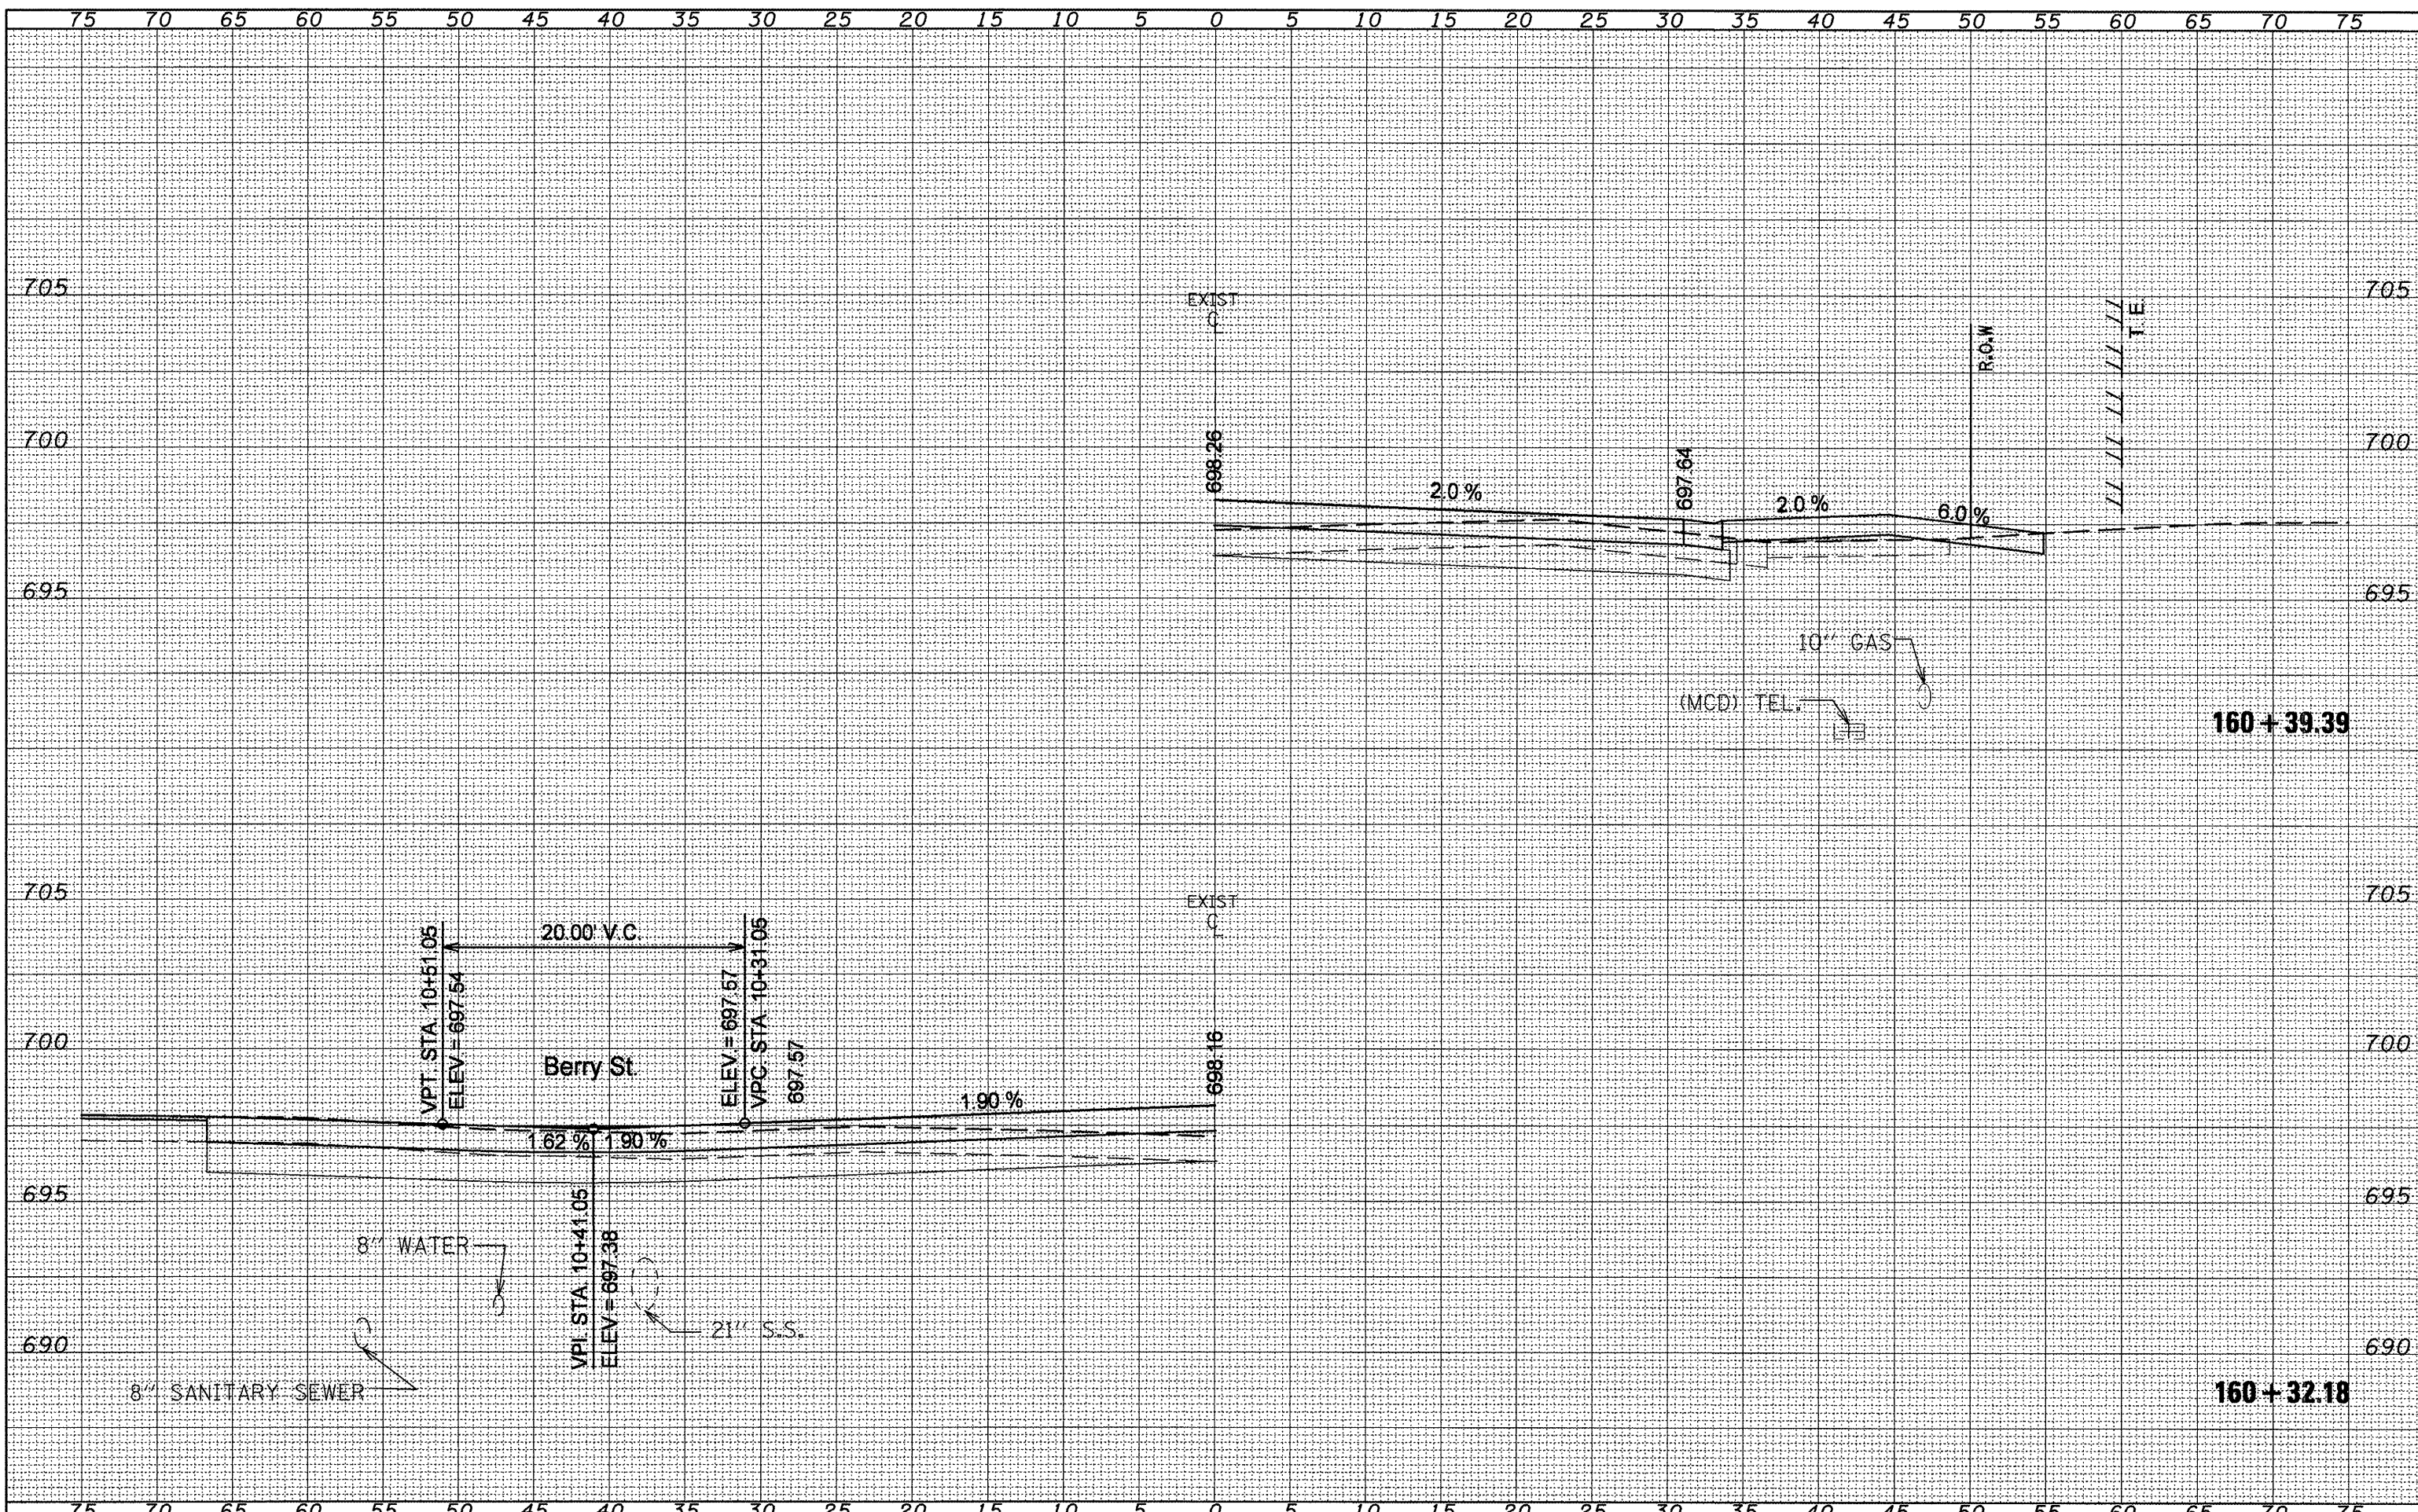 75 70 65 60 55 50 45 40 35 30 25 20 15 10 5 0 5 10 15 20 25 30 35 40 45 50 55 60 65 70 75
705
705
EXIST
C
L
T.E.
R.O.W
700
700
698.26
697.64
2.0 %
2.0 %
6.0 %
695
695
10" GAS
(MCD) TEL.
160 + 39.39
705
705
EXIST
C
L
20.00' V.C.
VPT. STA. 10+51.05
ELEV = 697.54
ELEV. = 697.57
VPC. STA. 10+31.05
697.57
698.16
700
700
Berry St.
1.90 %
1.62 %
1.90 %
695
695
VPI. STA. 10+41.05
ELEV = 697.38
8" WATER
21" S.S.
690
690
8" SANITARY SEWER
160 + 32.18
75 70 65 60 55 50 45 40 35 30 25 20 15 10 5 0 5 10 15 20 25 30 35 40 45 50 55 60 65 70 75